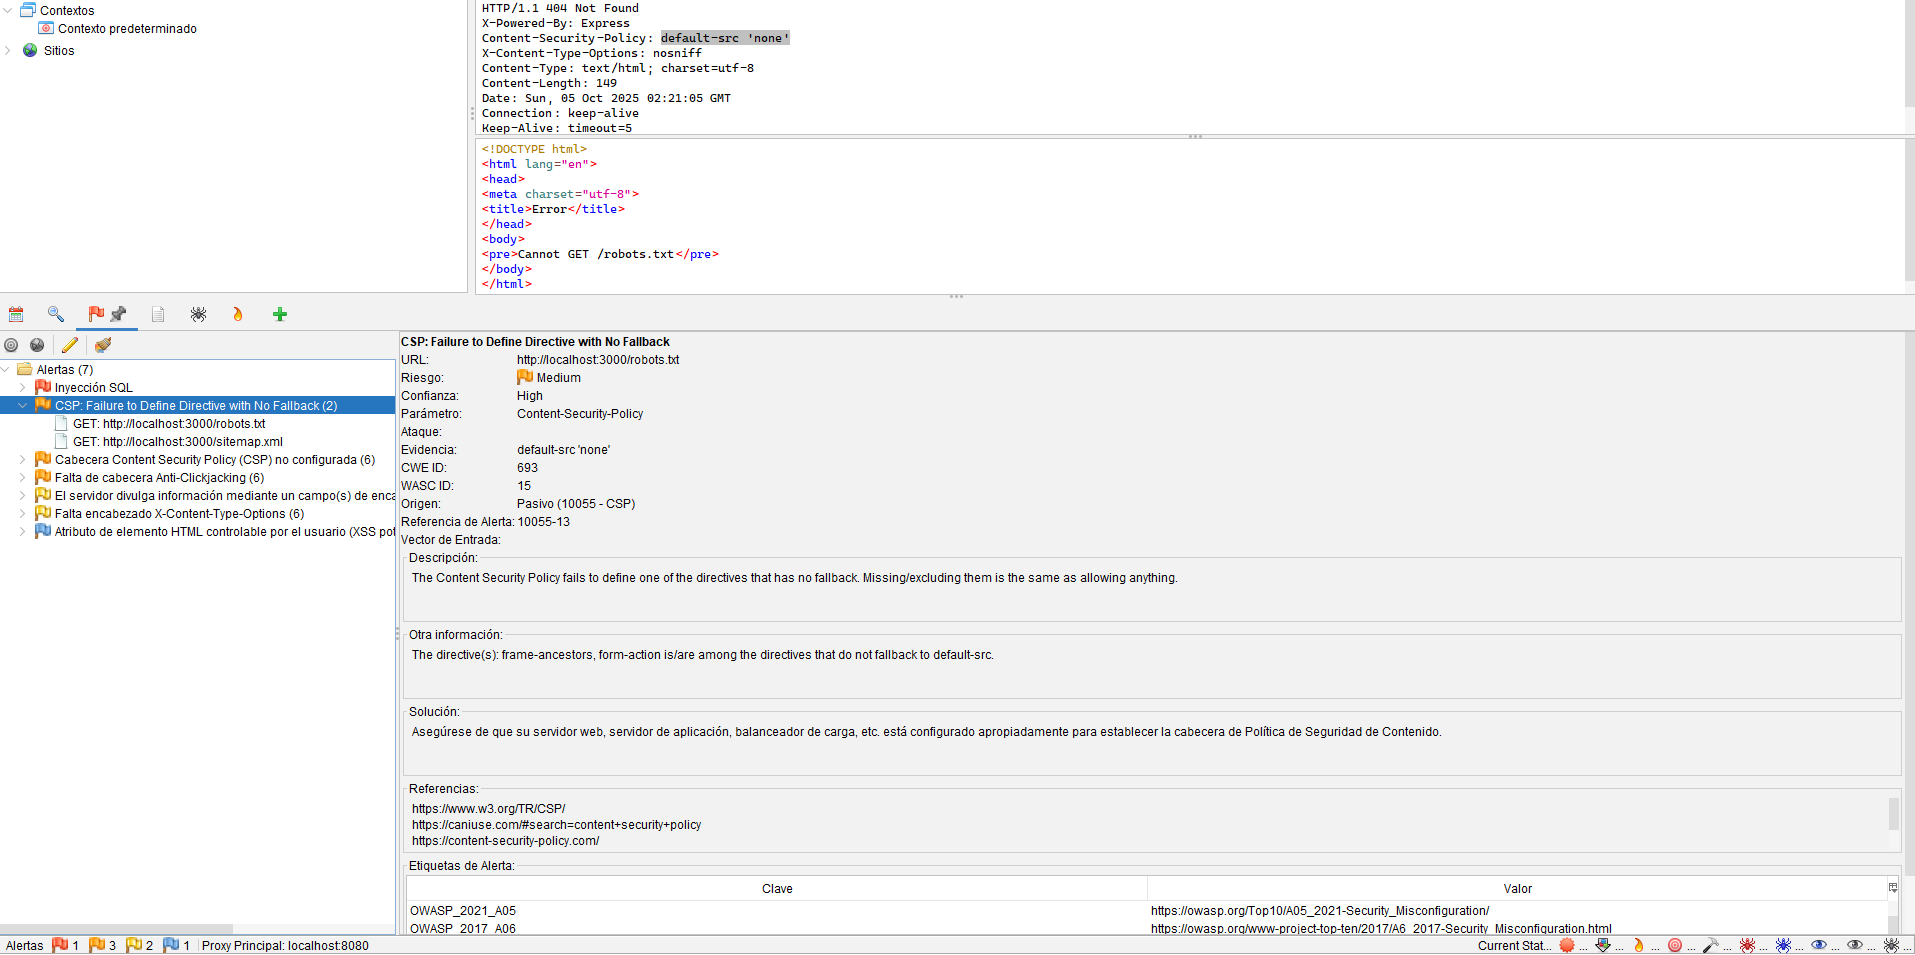 Contextos
Contexto predeterminado
Sitios
HTTP/1.1 404 Not Found
X-Powered-By: Express
Content-Security-Policy: default-src 'none'
X-Content-Type-Options: nosniff
Content-Type: text/html; charset=utf-8
Content-Length: 149
Date: Sun, 05 Oct 2025 02:21:05 GMT
Connection: keep-alive
Keep-Alive: timeout=5
<!DOCTYPE html>
<html lang="en">
<head>
<meta charset="utf-8">
<title>Error</title>
</head>
<body>
<pre>Cannot GET /robots.txt</pre>
</body>
</html>
Alertas (7)
Inyección SQL
CSP: Failure to Define Directive with No Fallback (2)
GET: http://localhost:3000/robots.txt
GET: http://localhost:3000/sitemap.xml
Cabecera Content Security Policy (CSP) no configurada (6)
Falta de cabecera Anti-Clickjacking (6)
El servidor divulga información mediante un campo(s) de enca
Falta encabezado X-Content-Type-Options (6)
Atributo de elemento HTML controlable por el usuario (XSS pot
CSP: Failure to Define Directive with No Fallback
URL: http://localhost:3000/robots.txt
Riesgo: Medium
Confianza: High
Parámetro: Content-Security-Policy
Ataque:
Evidencia: default-src 'none'
CWE ID: 693
WASC ID: 15
Origen: Pasivo (10055 - CSP)
Referencia de Alerta: 10055-13
Vector de Entrada:
Descripción:
The Content Security Policy fails to define one of the directives that has no fallback. Missing/excluding them is the same as allowing anything.
Otra información:
The directive(s): frame-ancestors, form-action is/are among the directives that do not fallback to default-src.
Solución:
Asegúrese de que su servidor web, servidor de aplicación, balanceador de carga, etc. está configurado apropiadamente para establecer la cabecera de Política de Seguridad de Contenido.
Referencias:
https://www.w3.org/TR/CSP/
https://caniuse.com/#search=content+security+policy
https://content-security-policy.com/
Etiquetas de Alerta:
Clave Valor
OWASP_2021_A05 https://owasp.org/Top10/A05_2021-Security_Misconfiguration/
OWASP_2017_A06 https://owasp.org/www-project-top-ten/2017/A6_2017-Security_Misconfiguration.html
Alertas 1 3 2 1 Proxy Principal: localhost:8080 Current Stat... ... ... ... ... ... ... ... ... ... ...